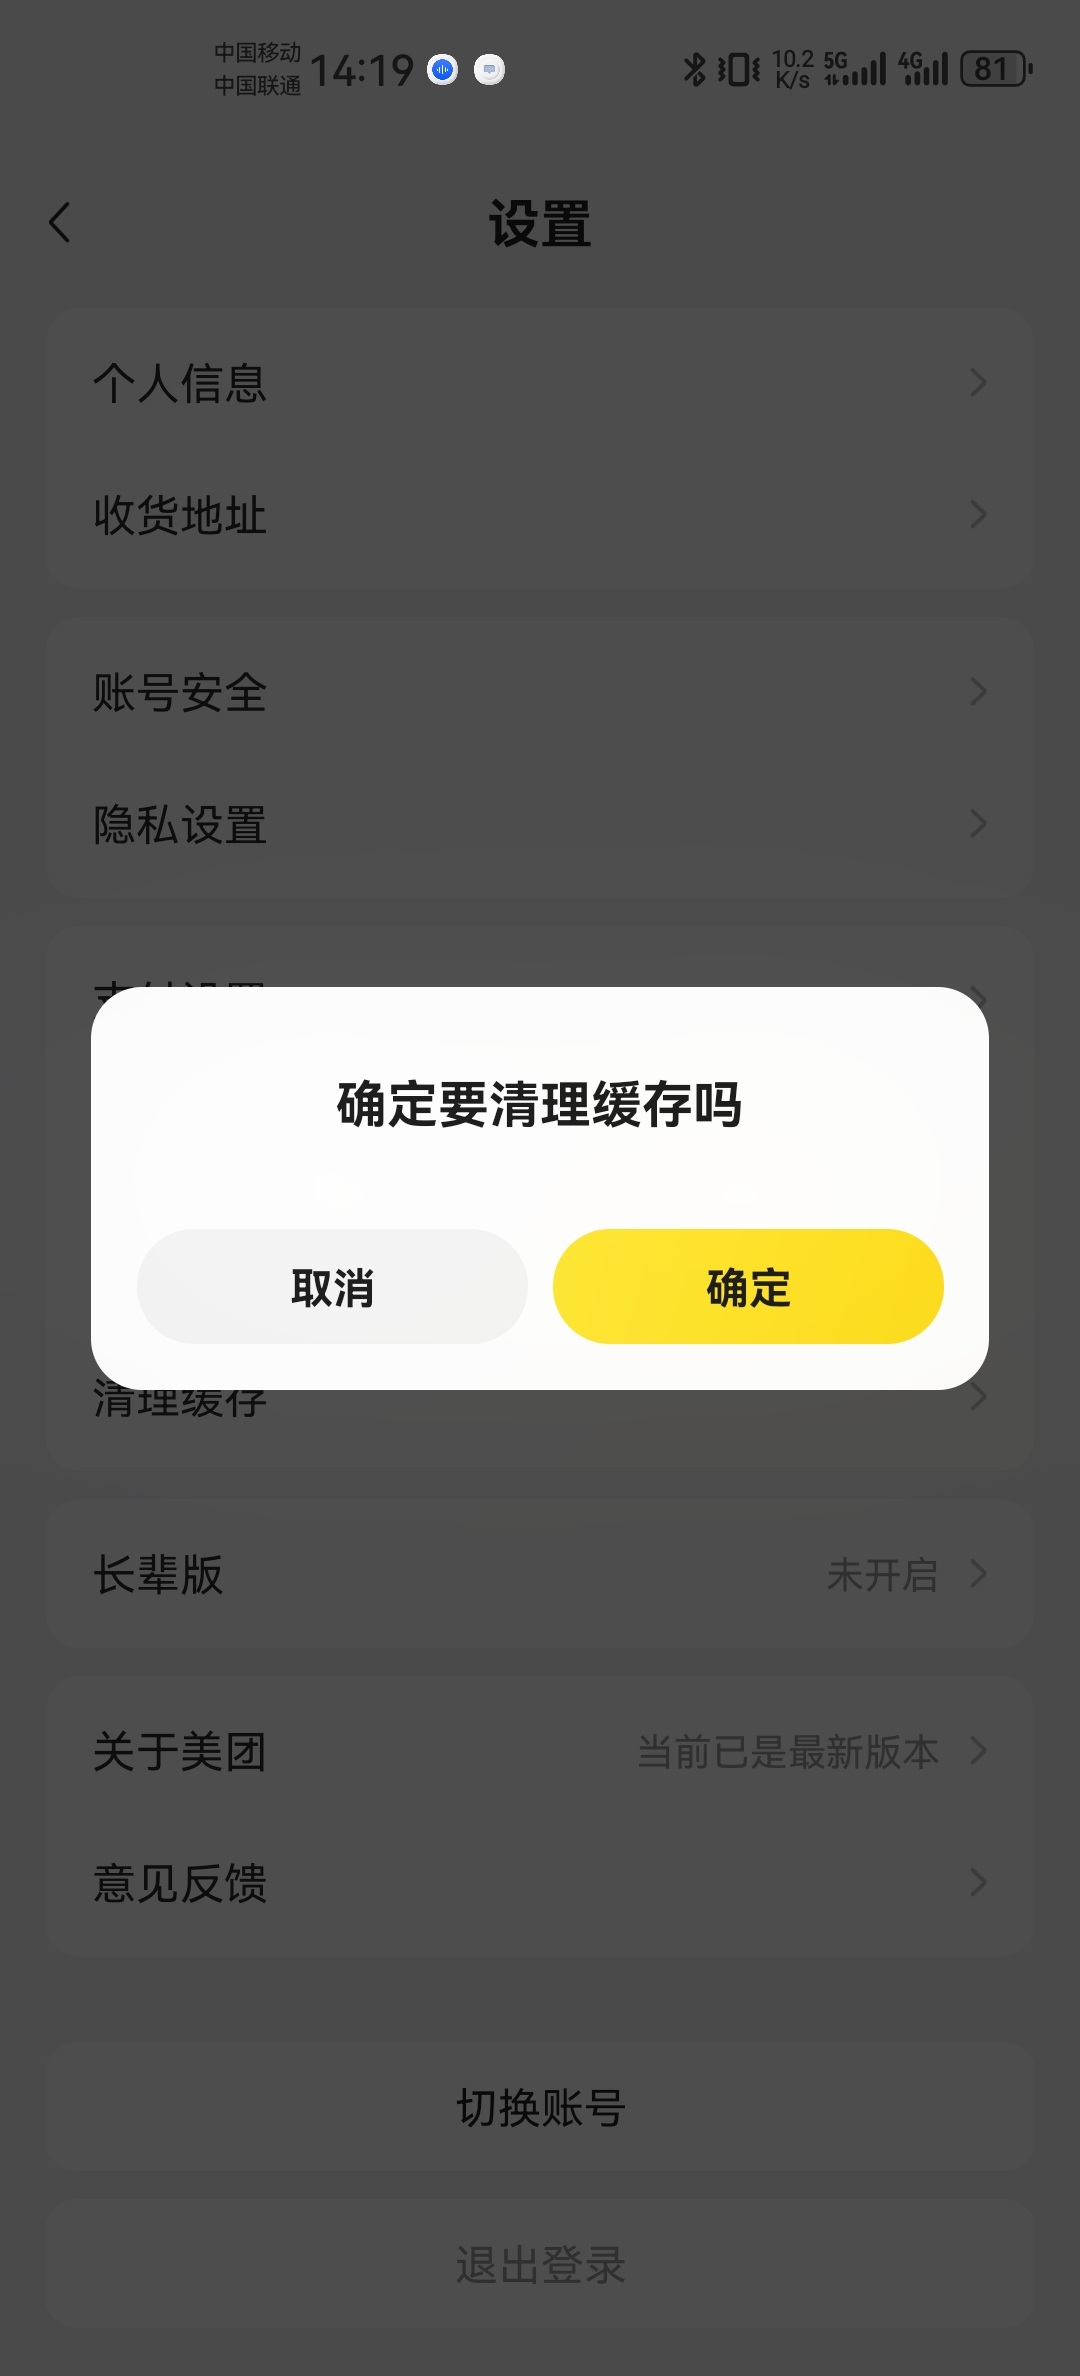 中国移动
中国联通
14:19
10.2
K/s
5G
4G
81
设置
个人信息
收货地址
账号安全
隐私设置
支付设置
确定要清理缓存吗
取消
确定
清理缓存
长辈版
未开启
关于美团
当前已是最新版本
意见反馈
切换账号
退出登录